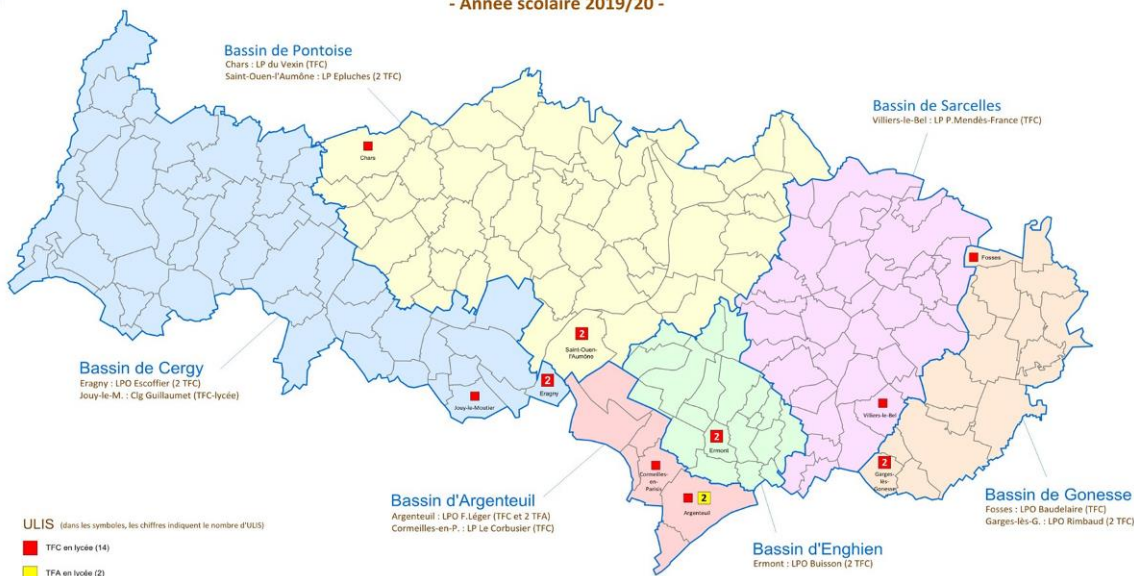 - Année scolaire 2019/20 -
Bassin de Pontoise
Chars : LP du Vexin (TFC)
Saint-Ouen-l'Aumône : LP Epluches (2 TFC)
Bassin de Sarcelles
Villiers-le-Bel : LP P.Mendès-France (TFC)
Chars
Fosses
2
Saint-Ouen-
l'Aumône
Bassin de Cergy
Eragny : LPO Escoffier (2 TFC)
Jouy-le-M. : Clg Guillaumet (TFC-lycée)
2
Eragny
Jouy-le-Moutier
Villiers-le-Bel
2
Ermont
2
Garges-
lès-
Gonesse
Cormeilles-
en-
Parisis
2
Argenteuil
Bassin d'Argenteuil
Argenteuil : LPO F.Léger (TFC et 2 TFA)
Cormeilles-en-P. : LP Le Corbusier (TFC)
Bassin de Gonesse
Fosses : LPO Baudelaire (TFC)
Garges-lès-G. : LPO Rimbaud (2 TFC)
Bassin d'Enghien
Ermont : LPO Buisson (2 TFC)
ULIS (dans les symboles, les chiffres indiquent le nombre d'ULIS)
TFC en lycée (14)
TFA en lycée (2)